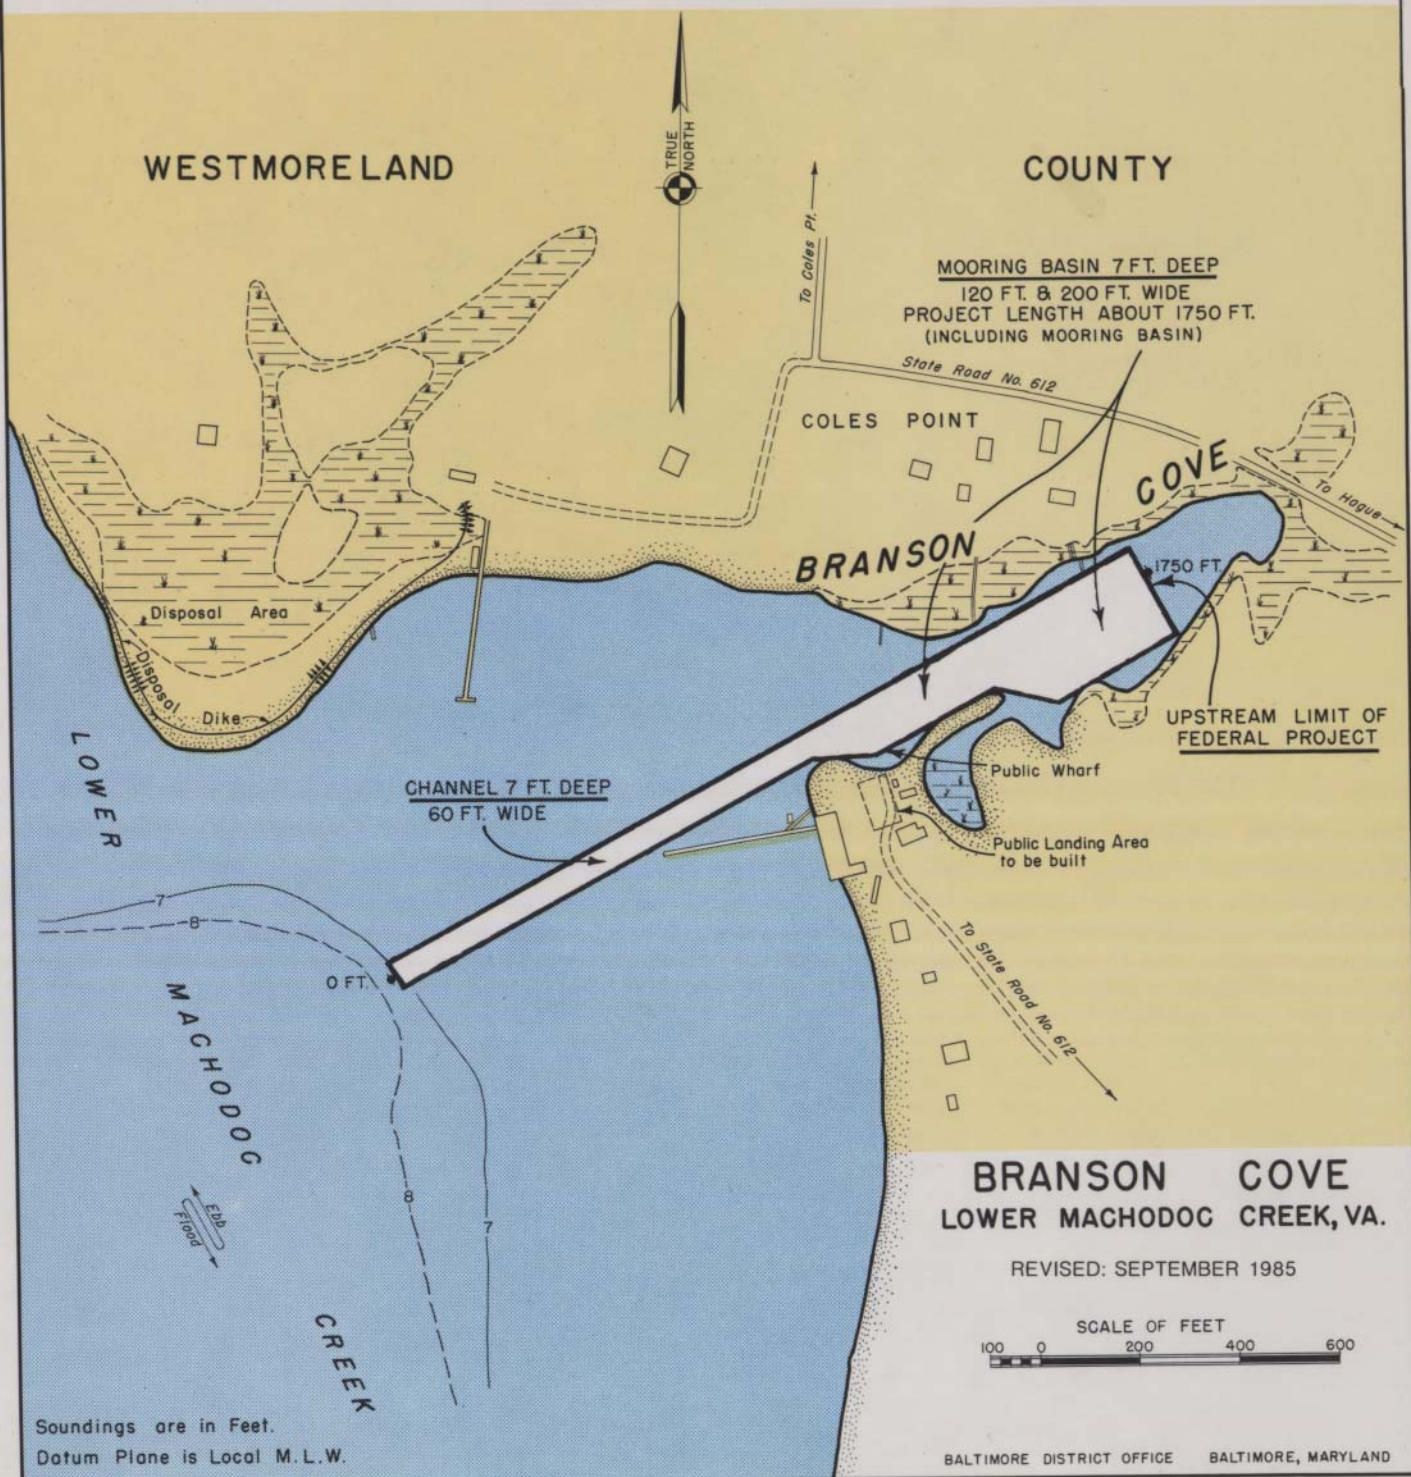 WESTMORELAND
COUNTY
TRUE
NORTH
To Coles Pt.
MOORING BASIN 7 FT. DEEP
120 FT. & 200 FT. WIDE
PROJECT LENGTH ABOUT 1750 FT.
(INCLUDING MOORING BASIN)
State Road No. 612
COLES POINT
BRANSON COVE
To Hague
1750 FT.
Disposal Area
Disposal Dike
UPSTREAM LIMIT OF
FEDERAL PROJECT
Public Wharf
CHANNEL 7 FT. DEEP
60 FT. WIDE
Public Landing Area
to be built
7
8
0 FT.
To State Road No. 612
LOWER
MACHODOG
CREEK
8
7
Ebb
Flood
BRANSON COVE
LOWER MACHODOC CREEK, VA.
REVISED: SEPTEMBER 1985
SCALE OF FEET
100 0 200 400 600
Soundings are in Feet.
Datum Plane is Local M.L.W.
BALTIMORE DISTRICT OFFICE BALTIMORE, MARYLAND